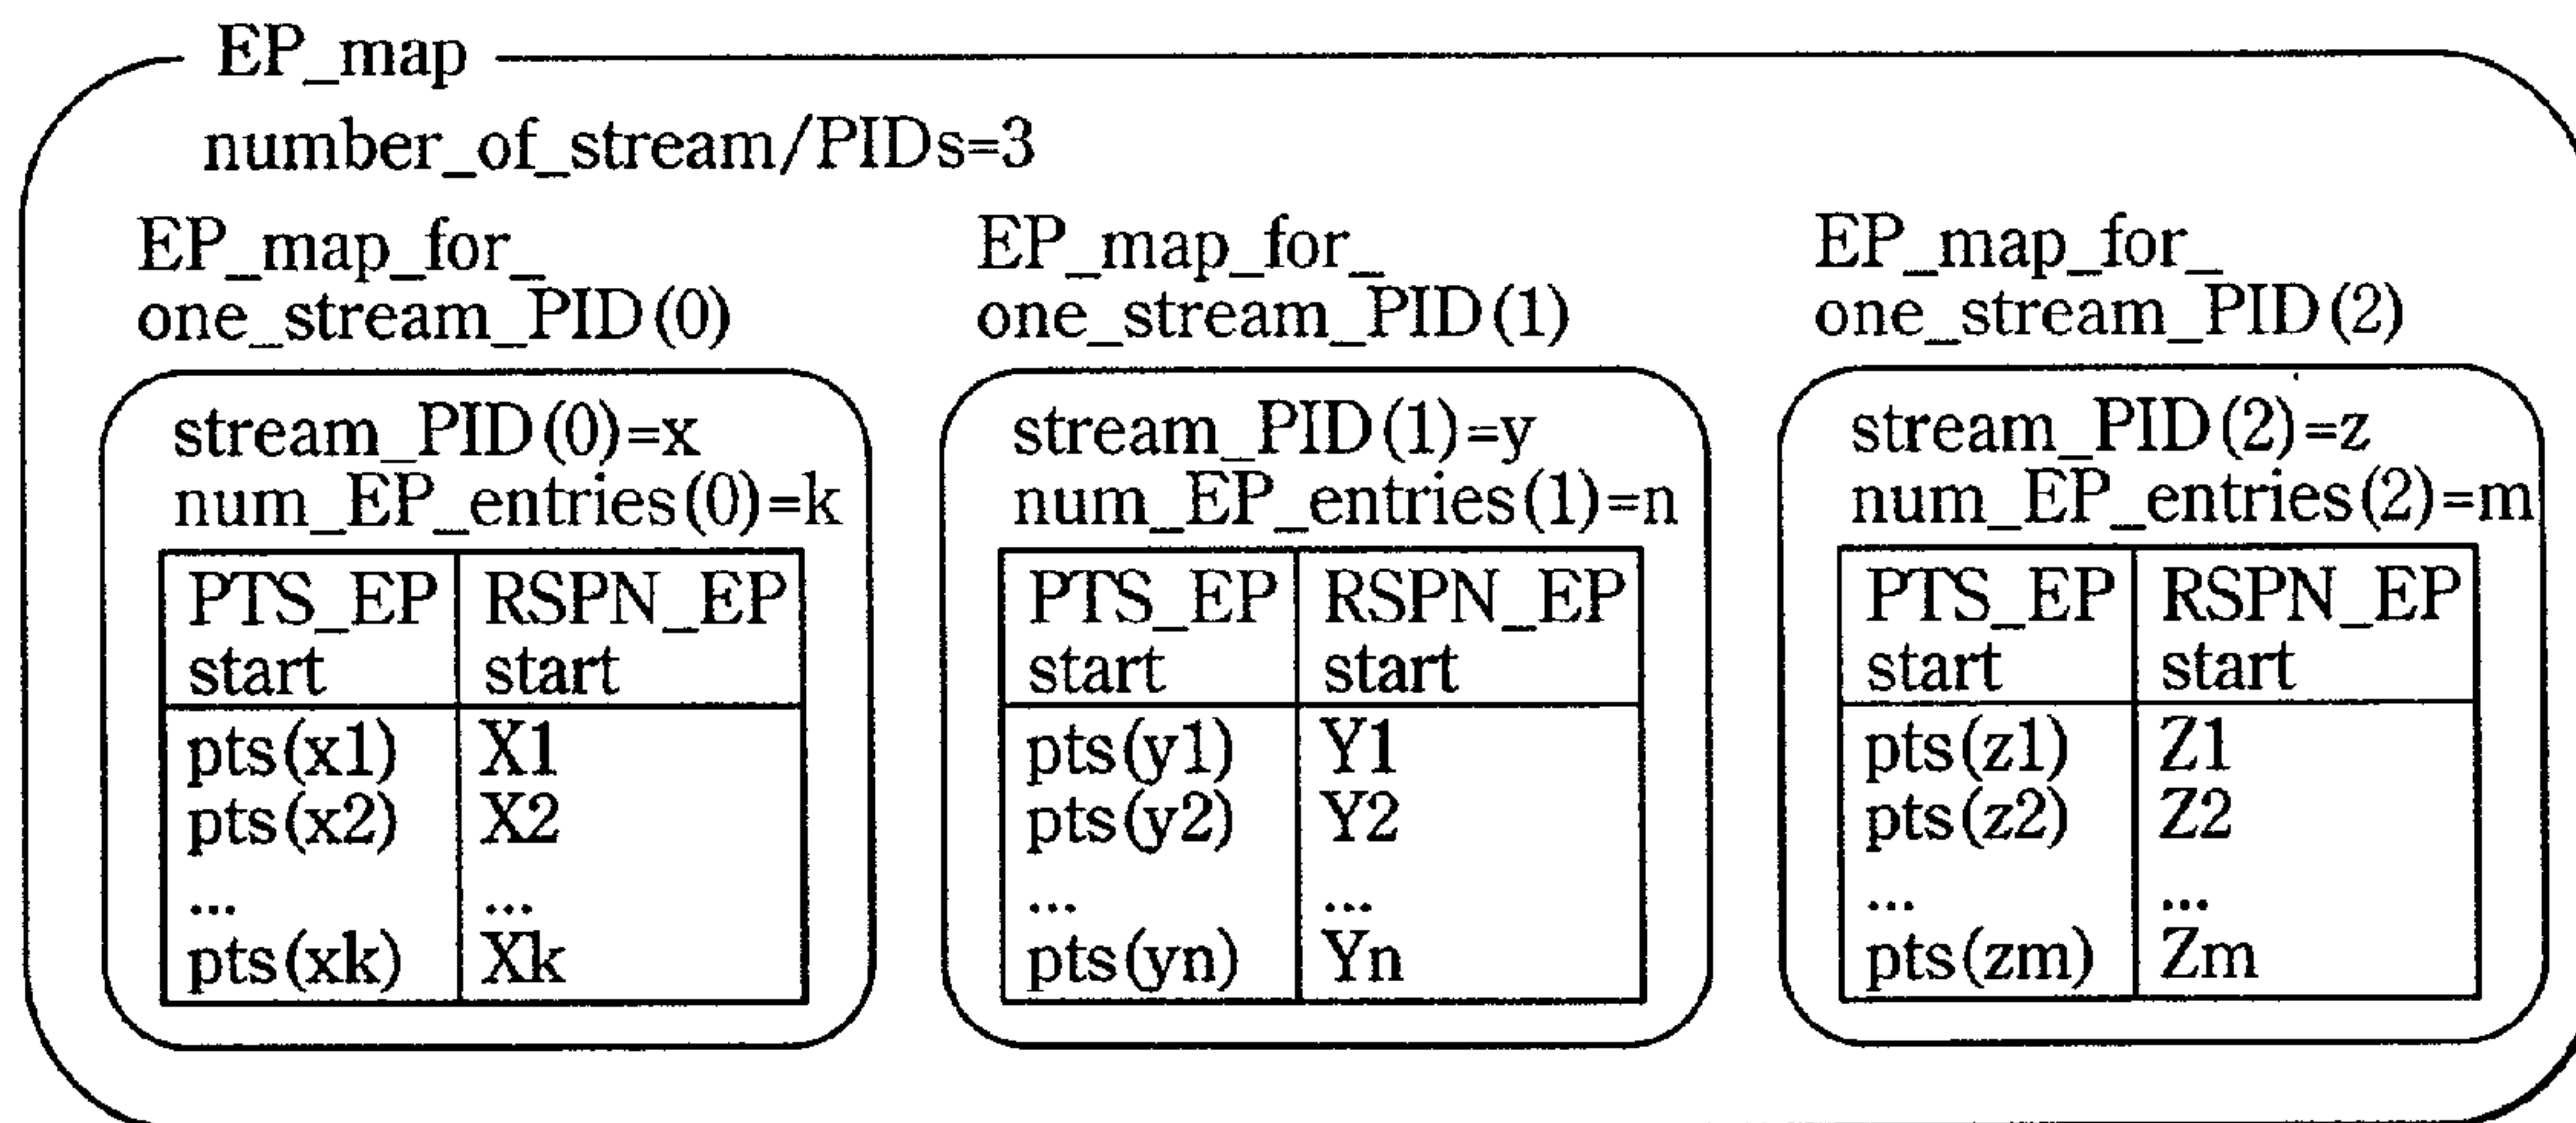 EP_map
number_of_stream/PIDs=3
EP_map_for_
one_stream_PID(0)
stream_PID(0)=x
num_EP_entries(0)=k
PTS_EP RSPN_EP
start start
pts(x1) X1
pts(x2) X2
... ...
pts(xk) Xk
EP_map_for_
one_stream_PID(1)
stream_PID(1)=y
num_EP_entries(1)=n
PTS_EP RSPN_EP
start start
pts(y1) Y1
pts(y2) Y2
... ...
pts(yn) Yn
EP_map_for_
one_stream_PID(2)
stream_PID(2)=z
num_EP_entries(2)=m
PTS_EP RSPN_EP
start start
pts(z1) Z1
pts(z2) Z2
... ...
pts(zm) Zm